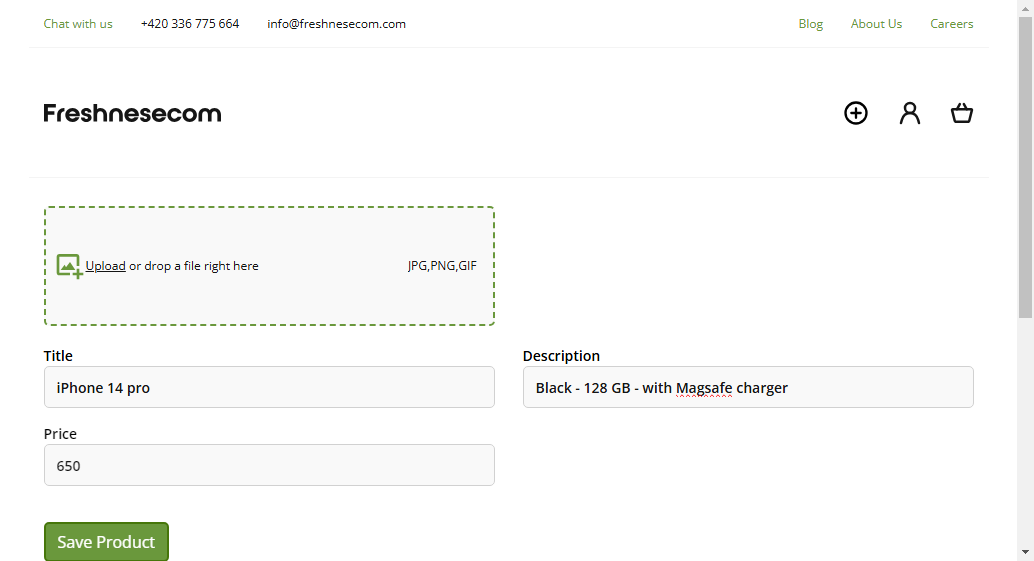 Chat with us +420 336 775 664 info@freshnesecom.com Blog About Us Careers
Freshnesecom
Upload or drop a file right here JPG,PNG,GIF
Title Description
iPhone 14 pro Black - 128 GB - with Magsafe charger
Price
650
Save Product